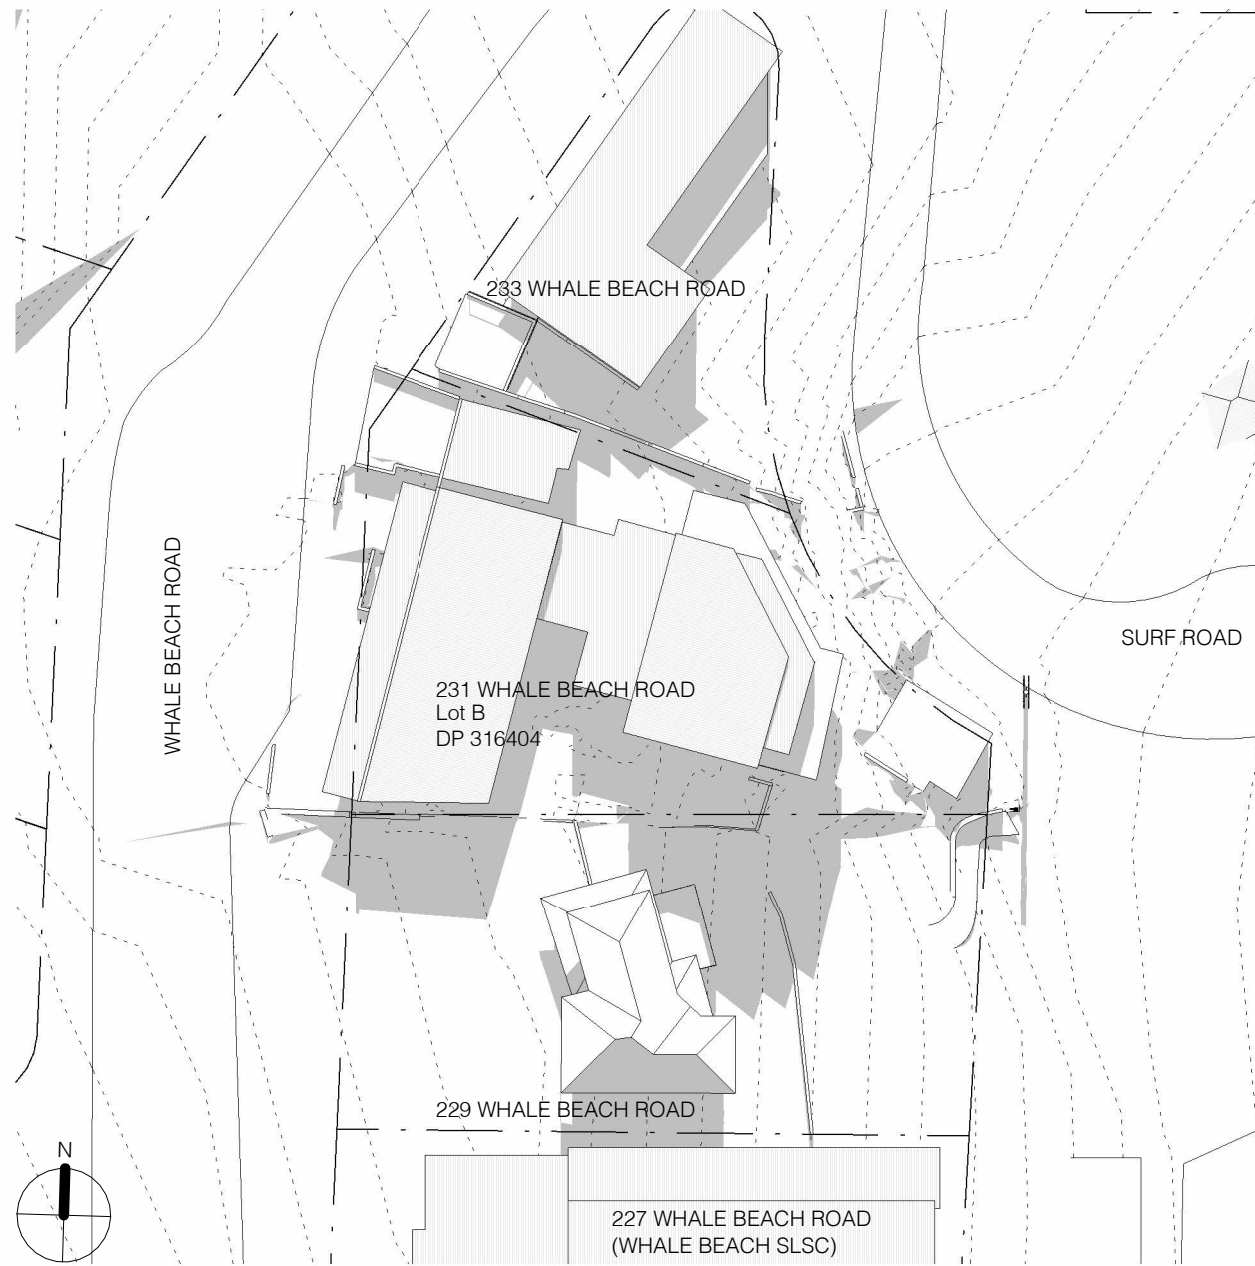 233 WHALE BEACH ROAD
WHALE BEACH ROAD
SURF ROAD
231 WHALE BEACH ROAD
Lot B
DP 316404
229 WHALE BEACH ROAD
N
227 WHALE BEACH ROAD
(WHALE BEACH SLSC)